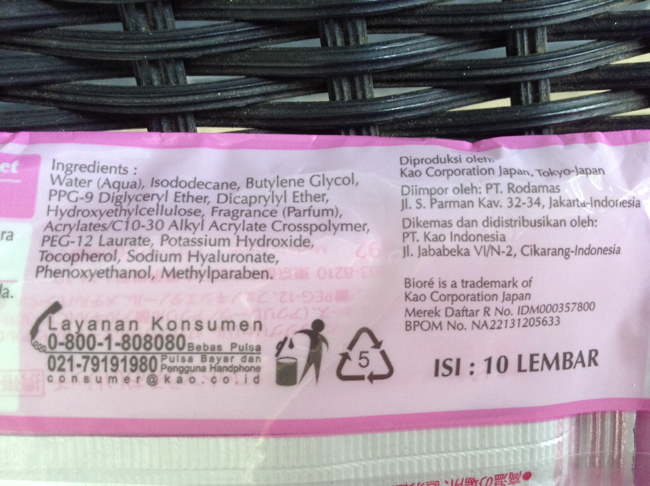 et
ra
la.
Ingredients :
Water (Aqua), Isododecane, Butylene Glycol,
PPG-9 Diglyceryl Ether, Dicaprylyl Ether,
Hydroxyethylcellulose, Fragrance (Parfum),
Acrylates/C10-30 Alkyl Acrylate Crosspolymer,
PEG-12 Laurate, Potassium Hydroxide,
Tocopherol, Sodium Hyaluronate,
Phenoxyethanol, Methylparaben.
Layanan Konsumen
0-800-1-808080 Bebas Pulsa
021-79191980 Pulsa Bayar dan
Pengguna Handphone
consumer@kao.co.id
5
Diproduksi oleh:
Kao Corporation Japan, Tokyo-Japan
Diimpor oleh: PT. Rodamas
Jl. S. Parman Kav. 32-34, Jakarta-Indonesia
Dikemas dan didistribusikan oleh:
PT. Kao Indonesia
Jl. Jababeka VI/N-2, Cikarang-Indonesia
Bioré is a trademark of
Kao Corporation Japan
Merek Daftar R No. IDM000357800
BPOM No. NA22131205633
ISI : 10 LEMBAR